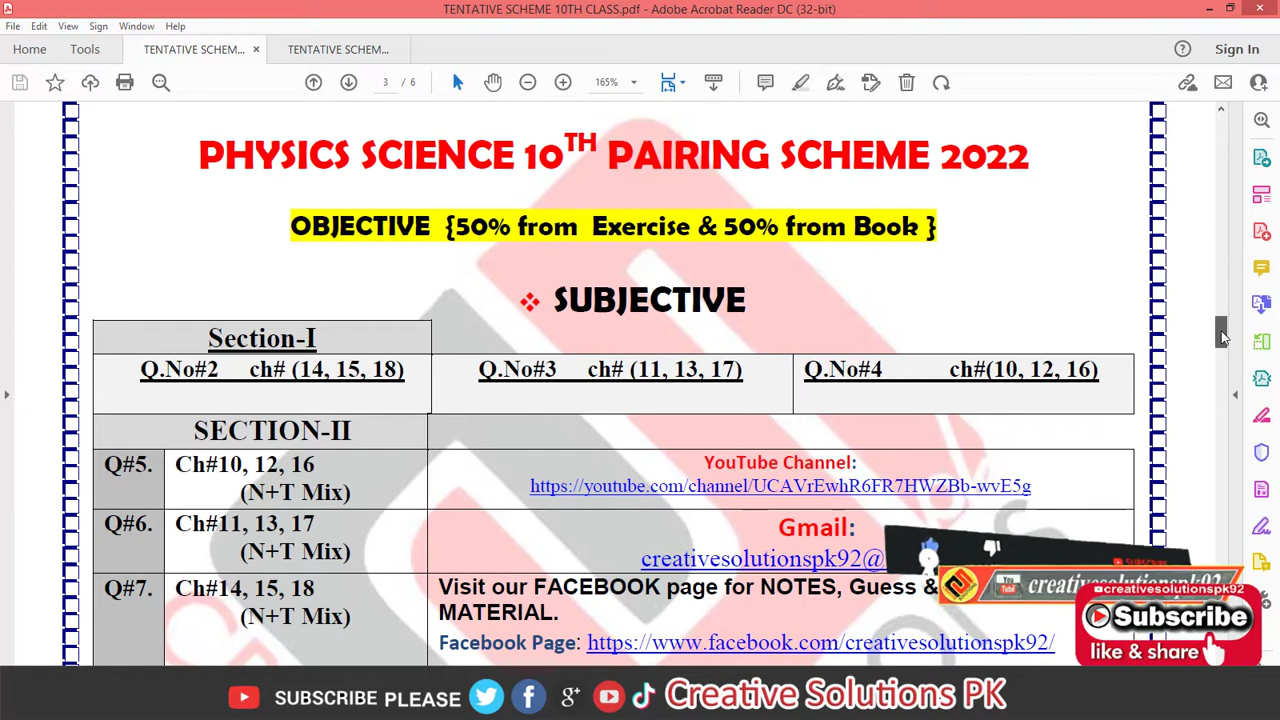 TENTATIVE SCHEME 10TH CLASS.pdf - Adobe Acrobat Reader DC (32-bit)
File Edit View Sign Window Help
Home Tools TENTATIVE SCHEM... × TENTATIVE SCHEM... Sign In
3 / 6 165%
PHYSICS SCIENCE 10TH PAIRING SCHEME 2022
OBJECTIVE {50% from Exercise & 50% from Book }
❖ SUBJECTIVE
Section-I
Q.No#2 ch# (14, 15, 18) Q.No#3 ch# (11, 13, 17) Q.No#4 ch#(10, 12, 16)
SECTION-II
Q#5. Ch#10, 12, 16
(N+T Mix)
YouTube Channel:
https://youtube.com/channel/UCAVrEwhR6FR7HWZBb-wvE5g
Q#6. Ch#11, 13, 17
(N+T Mix)
Gmail:
creativesolutionspk92@
Q#7. Ch#14, 15, 18
(N+T Mix)
Visit our FACEBOOK page for NOTES, Guess &
MATERIAL.
Facebook Page: https://www.facebook.com/creativesolutionspk92/
SUBSCRIBE
You Tube creativesolutionspk92
creativesolutionspk92
Subscribe
like & share
SUBSCRIBE PLEASE g+ Creative Solutions PK